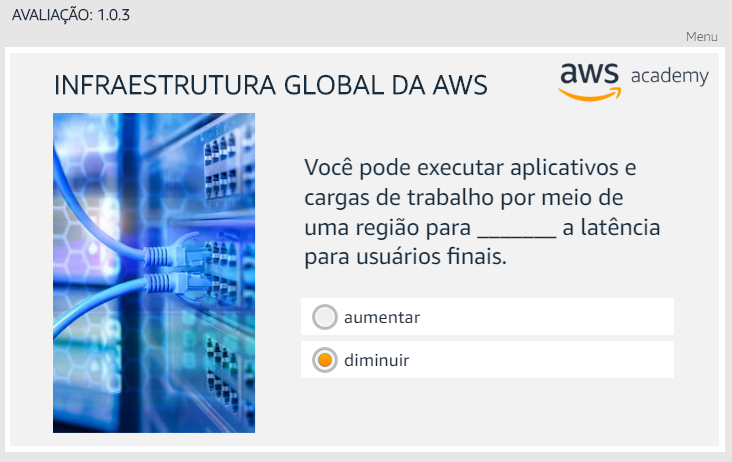 AVALIAÇÃO: 1.0.3
Menu
INFRAESTRUTURA GLOBAL DA AWS
aws academy
Você pode executar aplicativos e
cargas de trabalho por meio de
uma região para _______ a latência
para usuários finais.
aumentar
diminuir